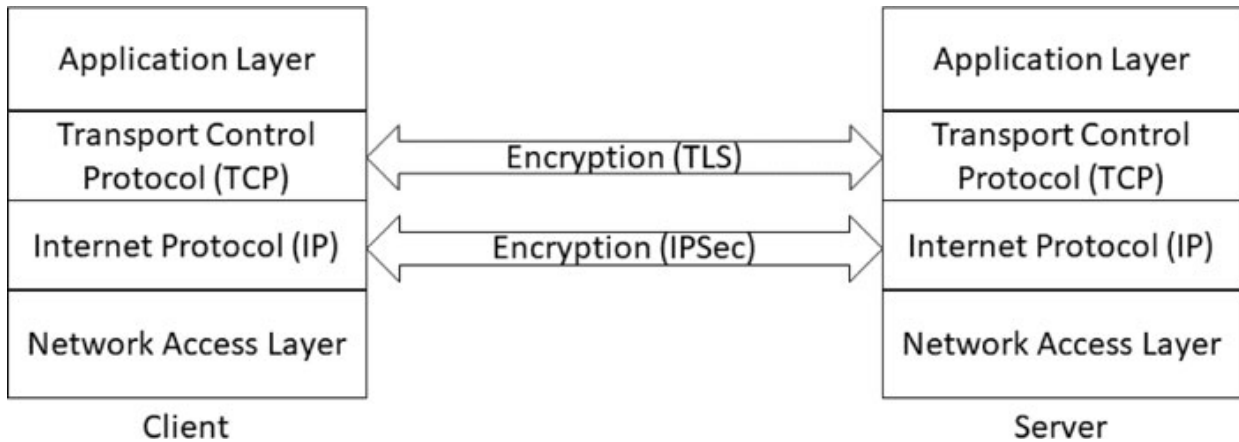 Application Layer
Application Layer
Transport Control
Protocol (TCP)
Encryption (TLS)
Transport Control
Protocol (TCP)
Internet Protocol (IP)
Encryption (IPSec)
Internet Protocol (IP)
Network Access Layer
Network Access Layer
Client
Server